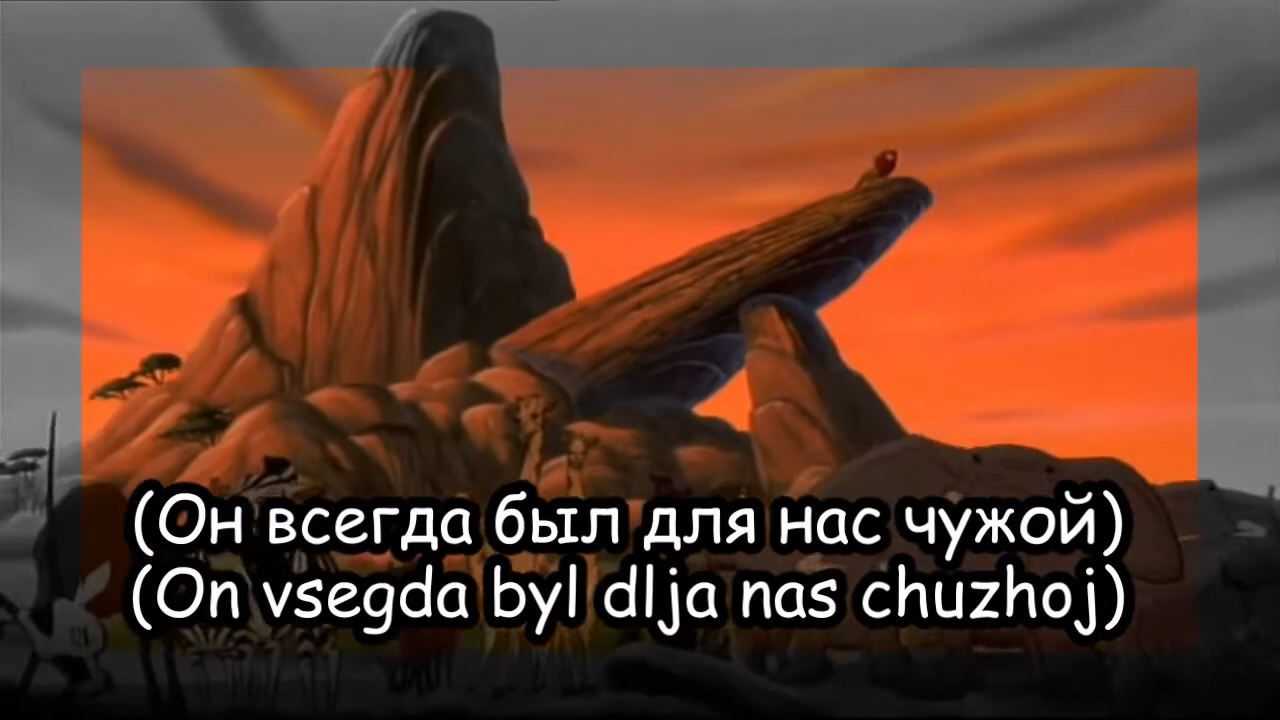 (Он всегда был для нас чужой)
(On vsegda byl dlja nas chuzhoj)